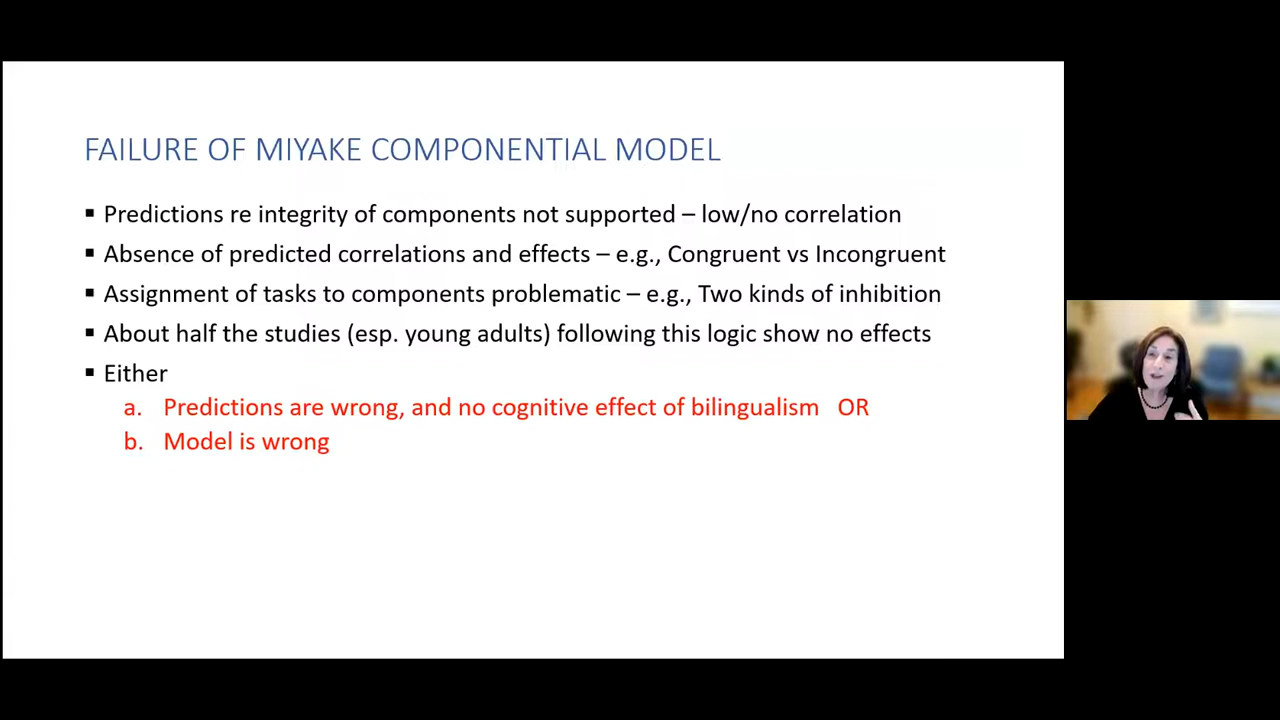 FAILURE OF MIYAKE COMPONENTIAL MODEL
▪ Predictions re integrity of components not supported – low/no correlation
▪ Absence of predicted correlations and effects – e.g., Congruent vs Incongruent
▪ Assignment of tasks to components problematic – e.g., Two kinds of inhibition
▪ About half the studies (esp. young adults) following this logic show no effects
▪ Either
a. Predictions are wrong, and no cognitive effect of bilingualism OR
b. Model is wrong